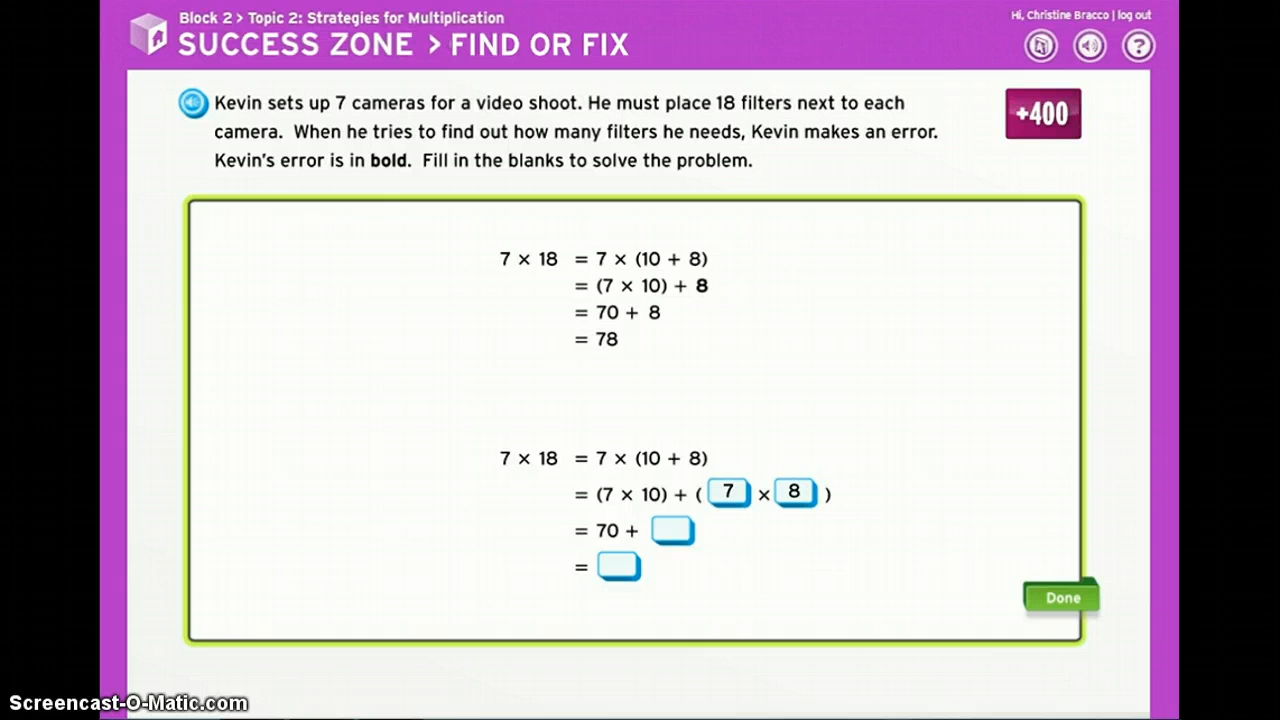 Block 2 > Topic 2: Strategies for Multiplication
SUCCESS ZONE > FIND OR FIX
Hi, Christine Bracco | log out
?
Kevin sets up 7 cameras for a video shoot. He must place 18 filters next to each
camera. When he tries to find out how many filters he needs, Kevin makes an error.
Kevin's error is in bold. Fill in the blanks to solve the problem.
+400
7 × 18 = 7 × (10 + 8)
= (7 × 10) + 8
= 70 + 8
= 78
7 × 18 = 7 × (10 + 8)
= (7 × 10) + ( 7 × 8 )
= 70 +
=
Done
Screencast-O-Matic.com